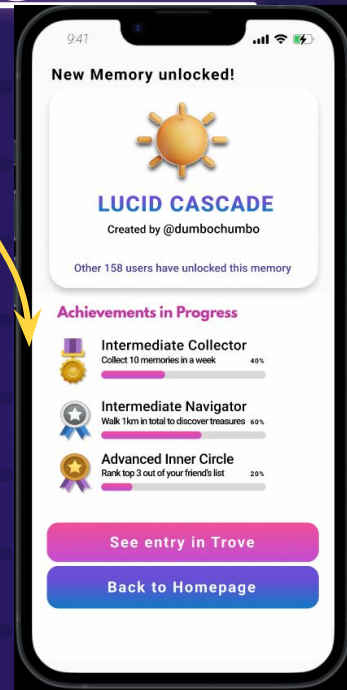 9:41
New Memory unlocked!
LUCID CASCADE
Created by @dumbochumbo
Other 158 users have unlocked this memory
Achievements in Progress
Intermediate Collector
Collect 10 memories in a week 40%
Intermediate Navigator
Walk 1km in total to discover treasures 60%
Advanced Inner Circle
Rank top 3 out of your friend's list 20%
See entry in Trove
Back to Homepage